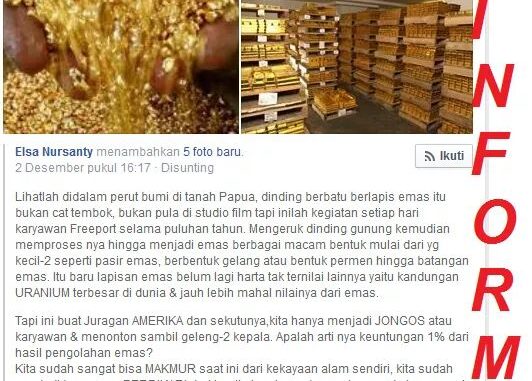 Elsa Nursanty menambahkan 5 foto baru.
2 Desember pukul 16:17 · Disunting
Ikuti
Lihatlah didalam perut bumi di tanah Papua, dinding berbatu berlapis emas itu
bukan cat tembok, bukan pula di studio film tapi inilah kegiatan setiap hari
karyawan Freeport selama puluhan tahun. Mengeruk dinding gunung kemudian
memproses nya hingga menjadi emas berbagai macam bentuk mulai dari yg
kecil-2 seperti pasir emas, berbentuk gelang atau bentuk permen hingga batangan
emas. Itu baru lapisan emas belum lagi harta tak ternilai lainnya yaitu kandungan
URANIUM terbesar di dunia & jauh lebih mahal nilainya dari emas.
Tapi ini buat Juragan AMERIKA dan sekutunya,kita hanya menjadi JONGOS atau
karyawan & menonton sambil geleng-2 kepala. Apalah arti nya keuntungan 1% dari
hasil pengolahan emas?
Kita sudah sangat bisa MAKMUR saat ini dari kekayaan alam sendiri, kita sudah
I
N
F
O
R
M